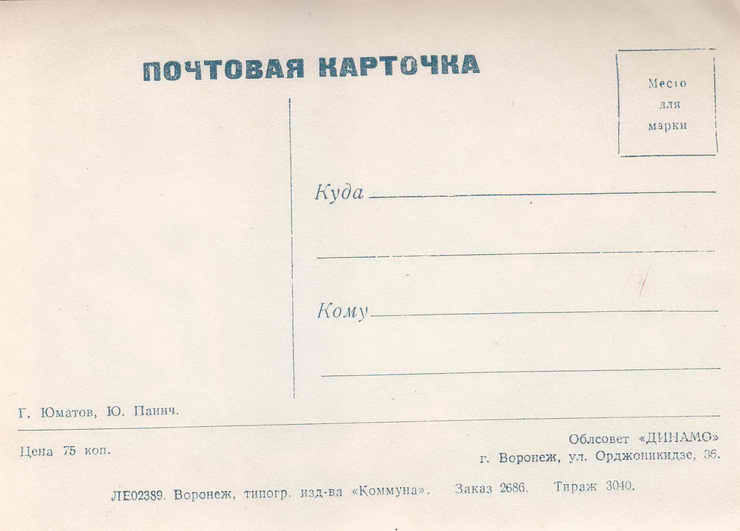 ПОЧТОВАЯ КАРТОЧКА
Место
для
марки
Куда
Кому
Г. Юматов, Ю. Панич.
Цена 75 коп.
Облсовет «ДИНАМО»
г. Воронеж, ул. Орджоникидзе, 36.
ЛЕ02389. Воронеж, типогр. изд-ва «Коммуна». Заказ 2686. Тираж 3040.